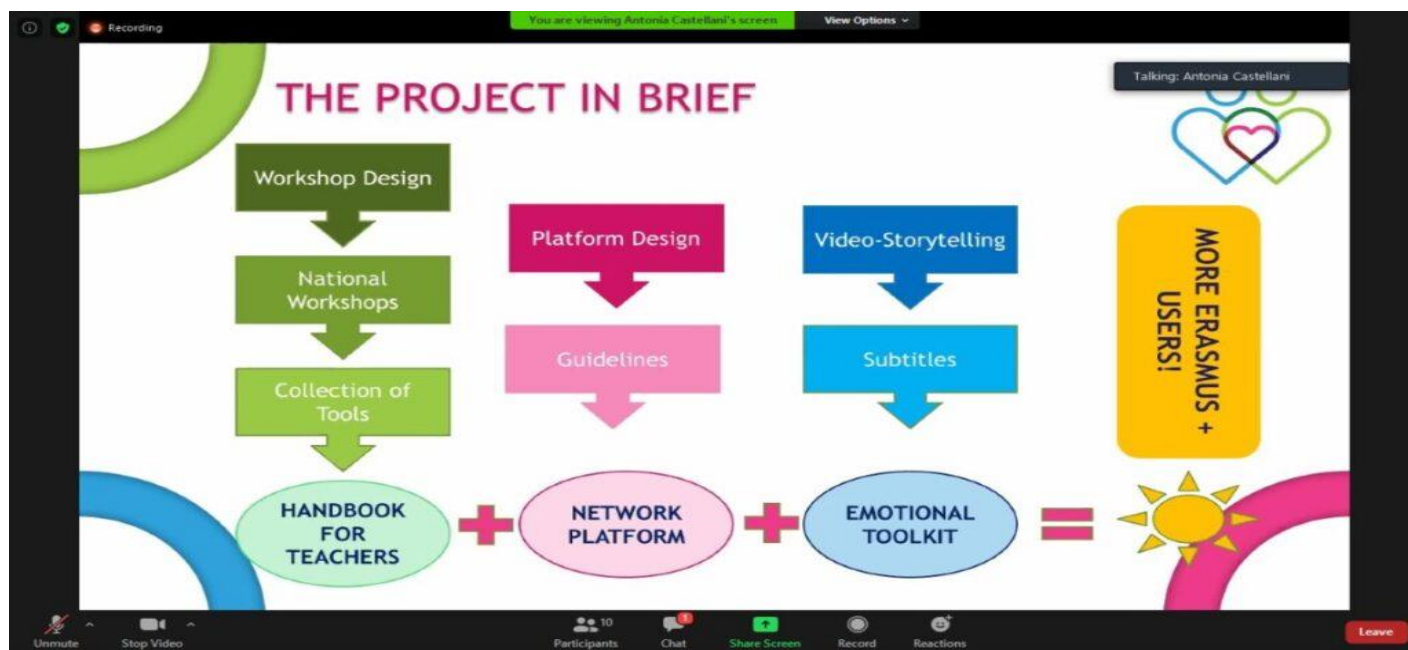 Recording
You are viewing Antonia Castellani's screen
View Options
Talking: Antonia Castellani
THE PROJECT IN BRIEF
Workshop Design
National
Workshops
Collection of
Tools
HANDBOOK
FOR
TEACHERS
+
Platform Design
Guidelines
NETWORK
PLATFORM
+
Video-Storytelling
Subtitles
EMOTIONAL
TOOLKIT
=
MORE ERASMUS +
USERS!
Unmute
Stop Video
10
Participants
1
Chat
Share Screen
Record
Reactions
Leave